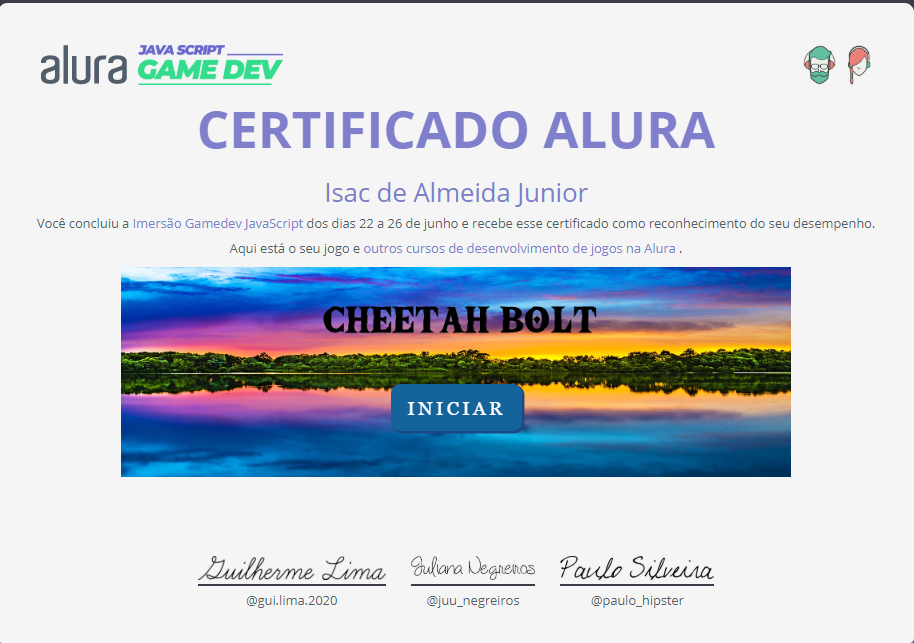 alura JAVA SCRIPT
GAME DEV
CERTIFICADO ALURA
Isac de Almeida Junior
Você concluiu a Imersão Gamedev JavaScript dos dias 22 a 26 de junho e recebe esse certificado como reconhecimento do seu desempenho.
Aqui está o seu jogo e outros cursos de desenvolvimento de jogos na Alura .
CHEETAH BOLT
INICIAR
Guilherme Lima Juliana Negreiros Paulo Silveira
@gui.lima.2020 @juu_negreiros @paulo_hipster